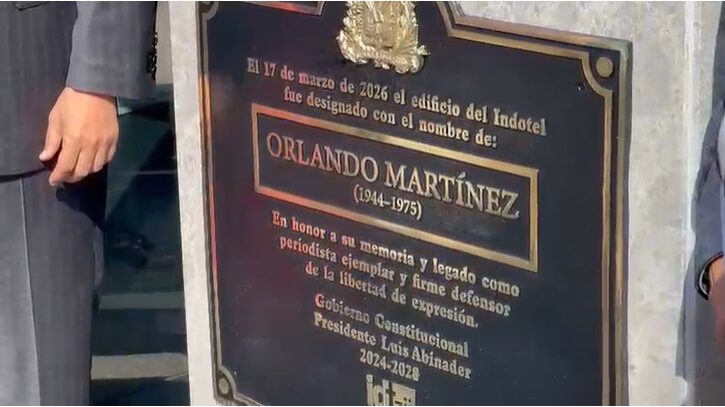 El 17 de marzo de 2026 el edificio del Indotel
fue designado con el nombre de:
ORLANDO MARTÍNEZ
(1944-1975)
En honor a su memoria y legado como
periodista ejemplar y firme defensor
de la libertad de expresión.
Gobierno Constitucional
Presidente Luis Abinader
2024-2028
idt